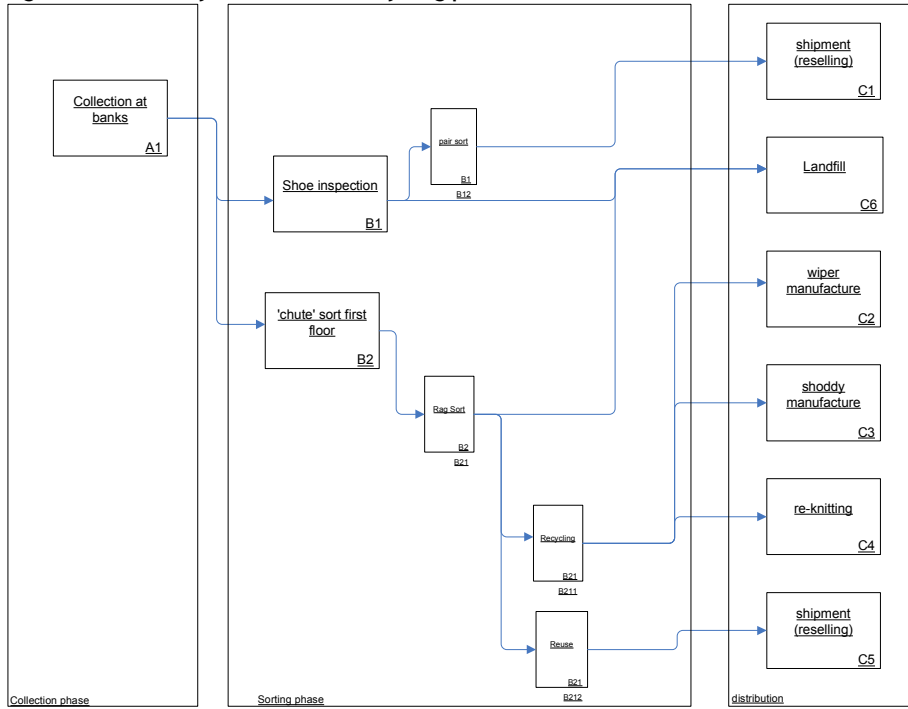 Collection at
banks
A1
Collection phase
Shoe inspection
B1
pair sort
B1
B12
'chute' sort first
floor
B2
Rag Sort
B2
B21
Recycling
B21
B211
Reuse
B21
B212
Sorting phase
shipment
(reselling)
C1
Landfill
C6
wiper
manufacture
C2
shoddy
manufacture
C3
re-knitting
C4
shipment
(reselling)
C5
distribution